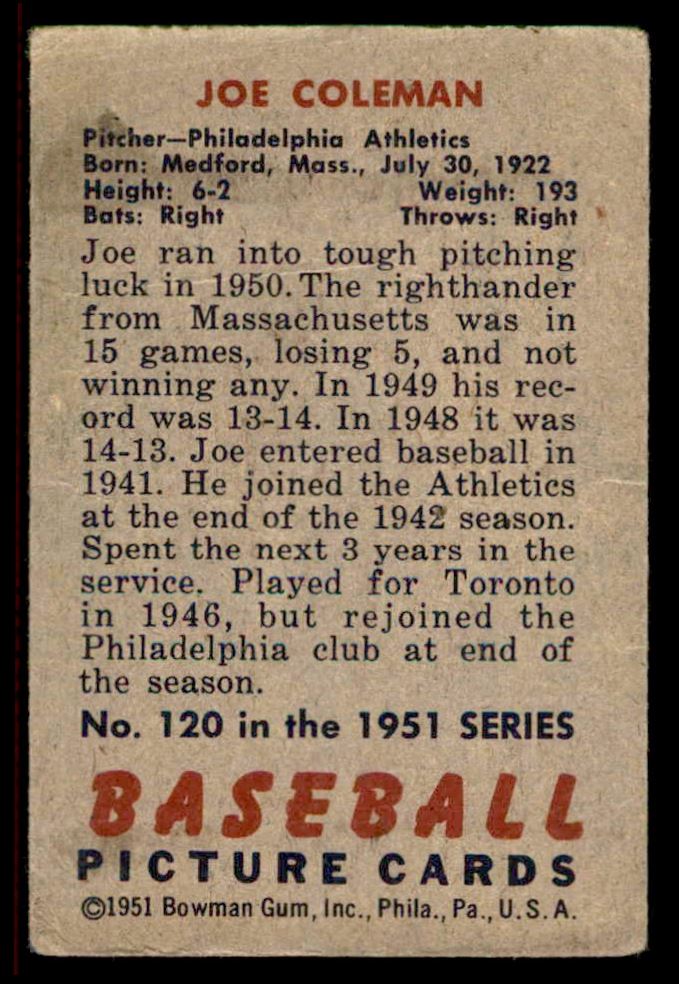 JOE COLEMAN
Pitcher—Philadelphia Athletics
Born: Medford, Mass., July 30, 1922
Height: 6-2 Weight: 193
Bats: Right Throws: Right
Joe ran into tough pitching
luck in 1950. The righthander
from Massachusetts was in
15 games, losing 5, and not
winning any. In 1949 his rec-
ord was 13-14. In 1948 it was
14-13. Joe entered baseball in
1941. He joined the Athletics
at the end of the 1942 season.
Spent the next 3 years in the
service. Played for Toronto
in 1946, but rejoined the
Philadelphia club at end of
the season.
No. 120 in the 1951 SERIES
BASEBALL
PICTURE CARDS
©1951 Bowman Gum, Inc., Phila., Pa., U.S.A.